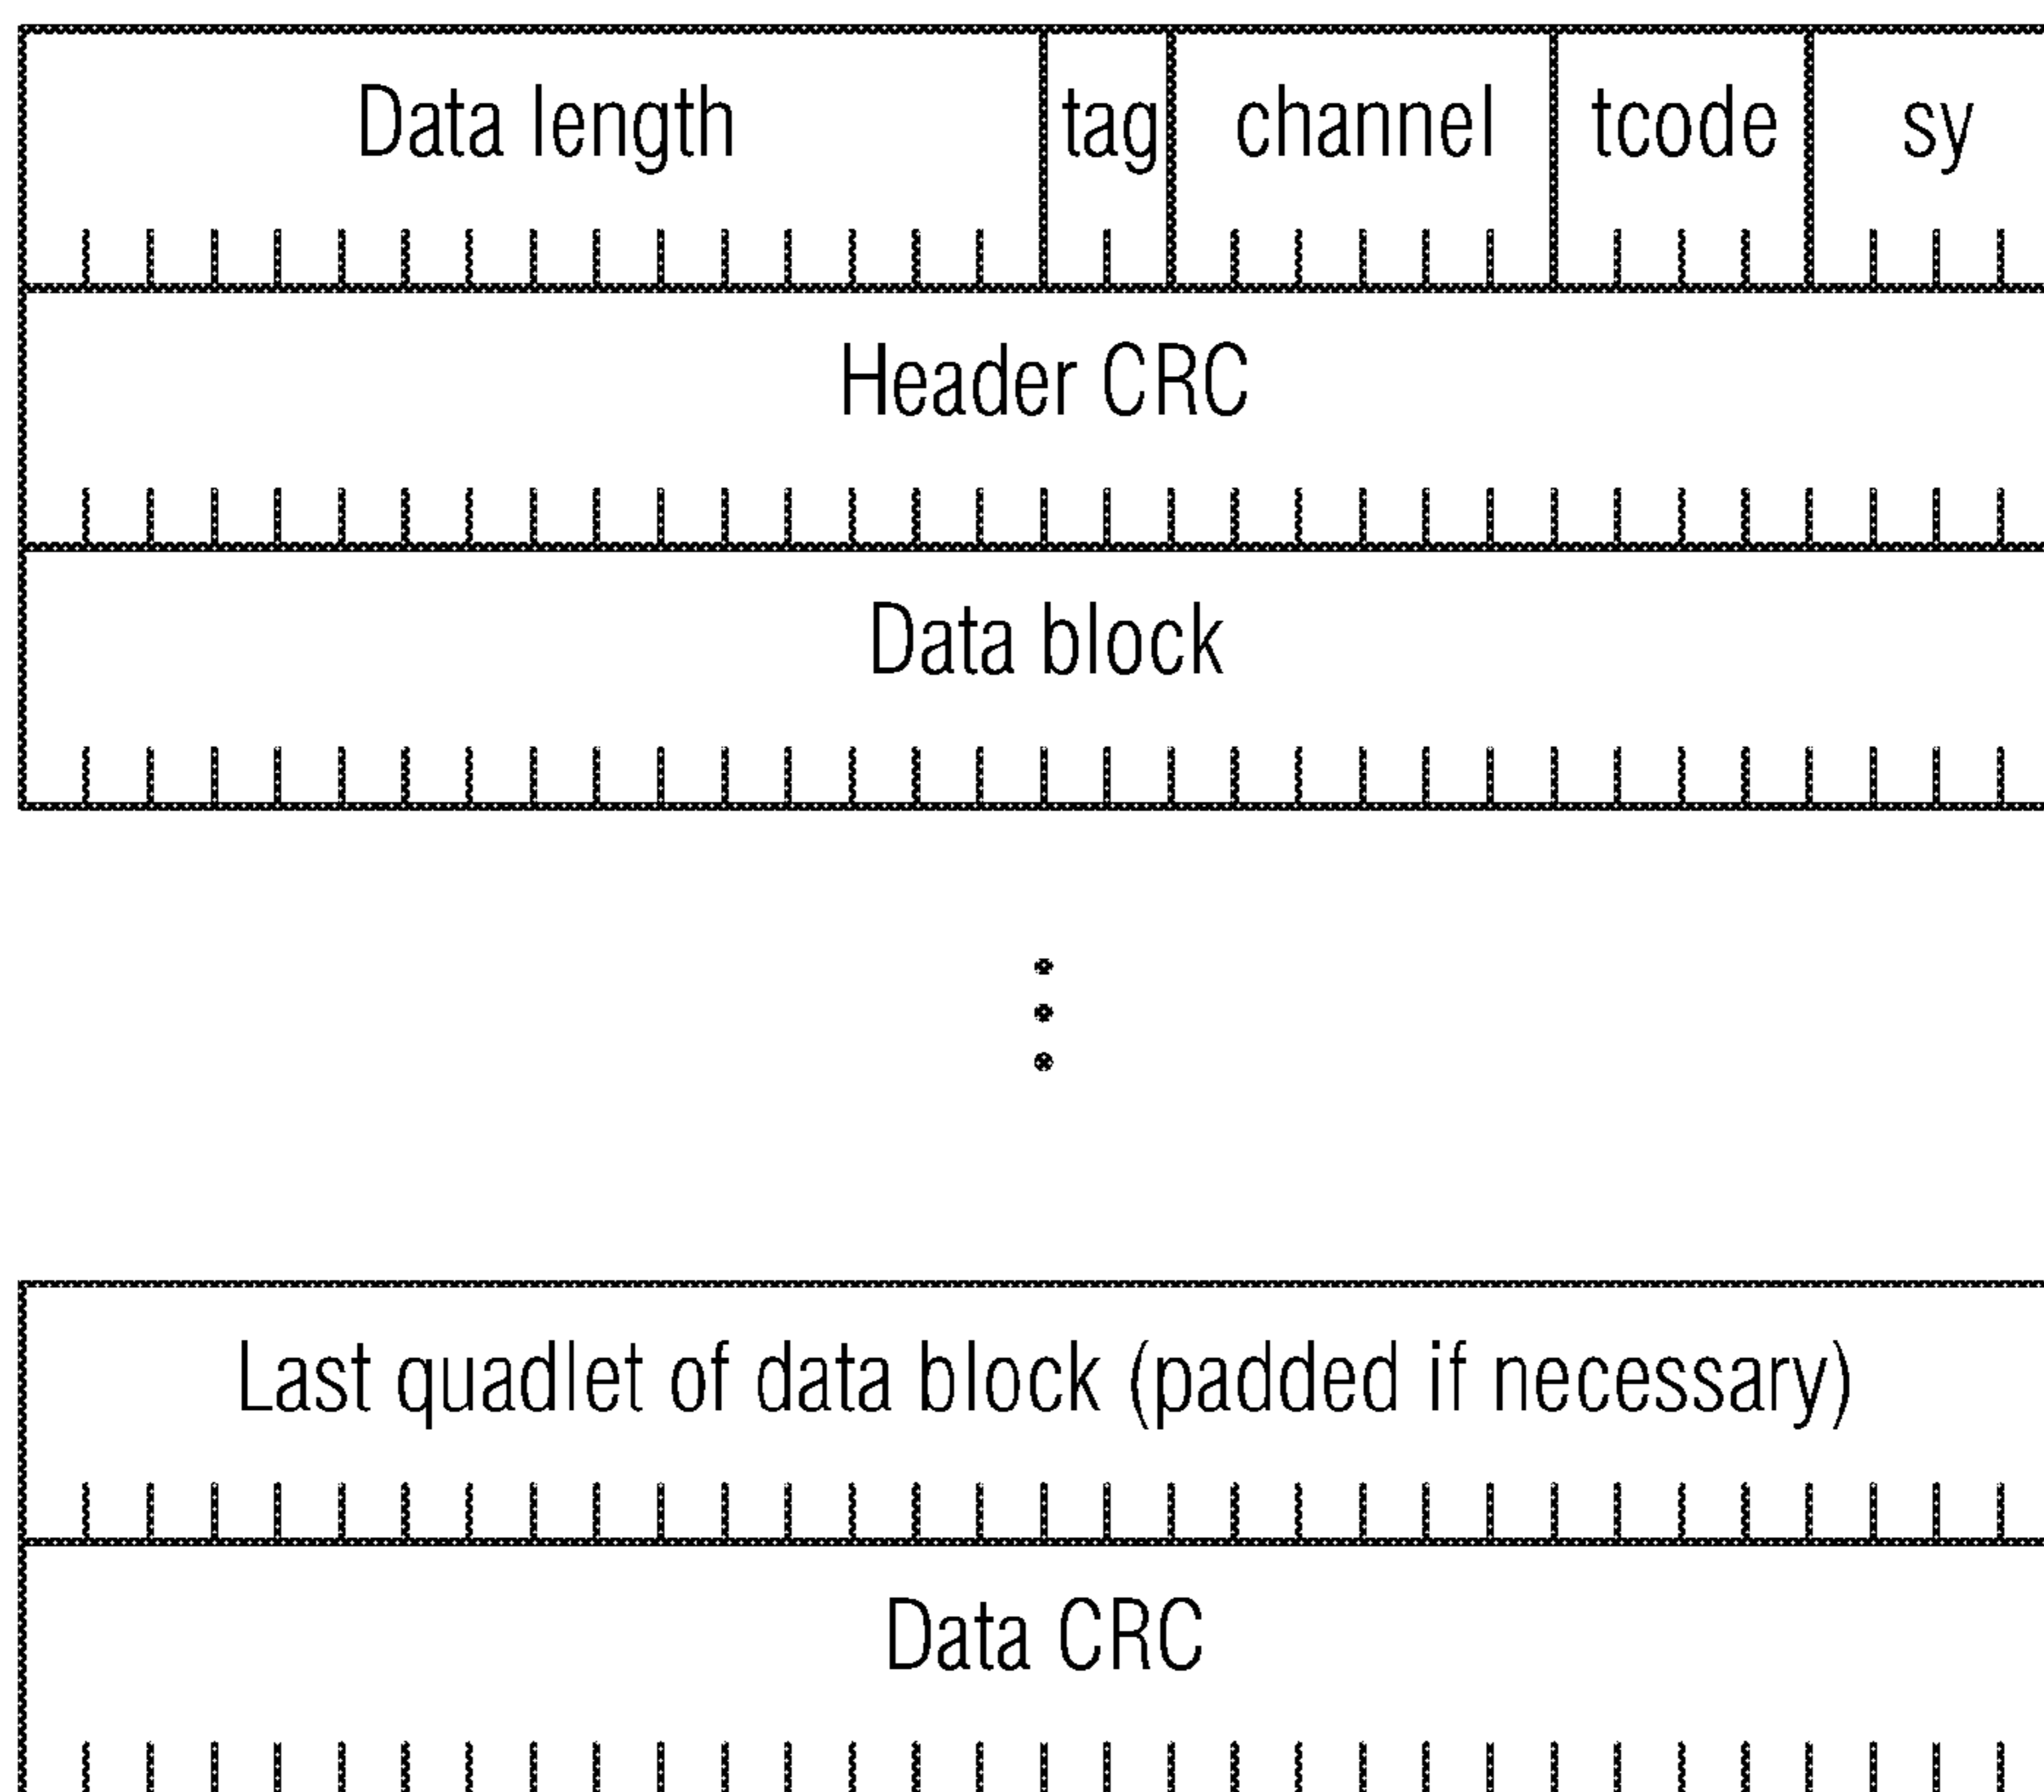 Data length tag channel tcode sy
Header CRC
Data block
Last quadlet of data block (padded if necessary)
Data CRC